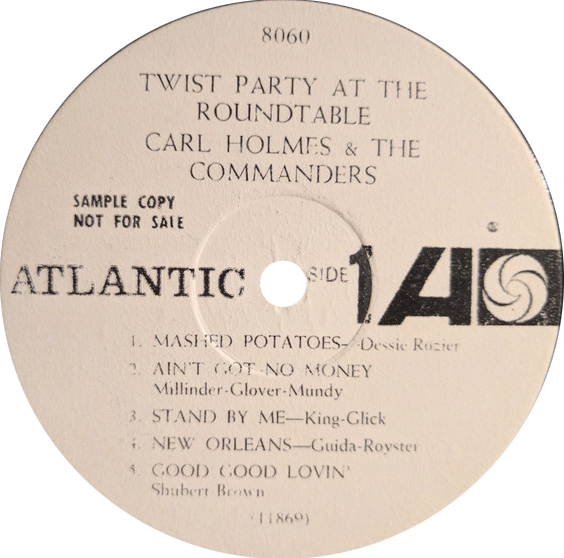 8060
TWIST PARTY AT THE
ROUNDTABLE
CARL HOLMES & THE
COMMANDERS
SAMPLE COPY
NOT FOR SALE
ATLANTIC SIDE 1 A
1. MASHED POTATOES—Dessie Rozier
2. AIN'T GOT NO MONEY
Millinder-Glover-Mundy
3. STAND BY ME—King-Glick
4. NEW ORLEANS—Guida-Royster
5. GOOD GOOD LOVIN'
Shubert Brown
(11869)